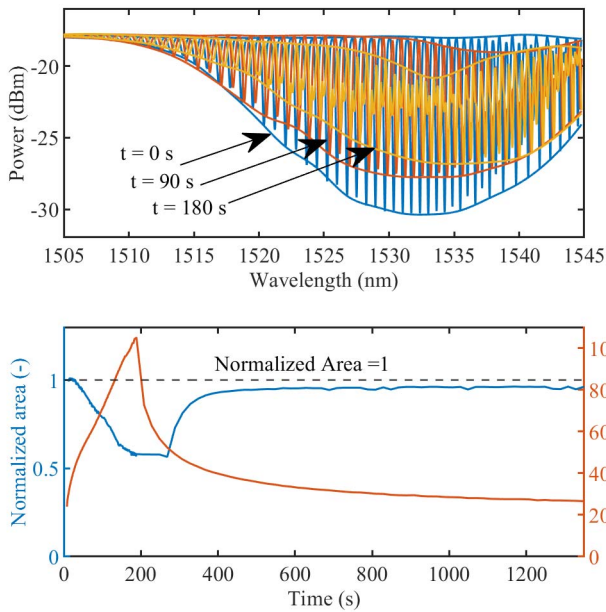 -20
-25
-30
Power (dBm)
t = 0 s
t = 90 s
t = 180 s
1505 1510 1515 1520 1525 1530 1535 1540 1545
Wavelength (nm)
Normalized area (-)
1
0.5
0
Normalized Area =1
80
60
40
20
0
0 200 400 600 800 1000 1200
Time (s)